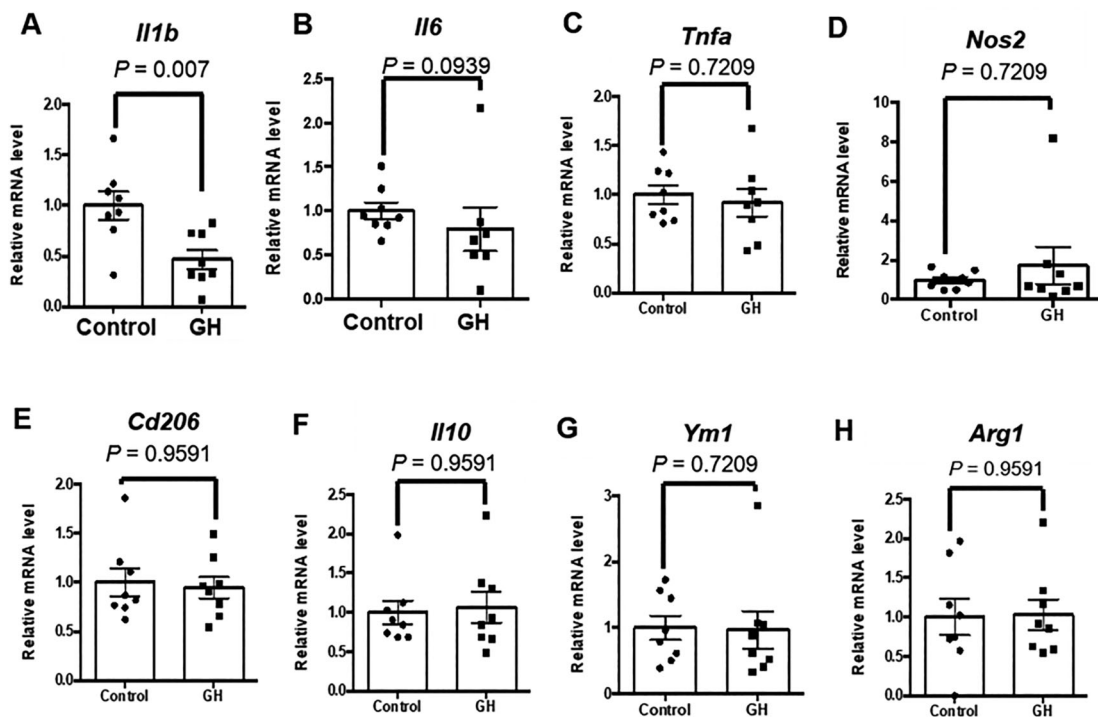 A
Il1b
P = 0.007
Relative mRNA level
2.0
1.5
1.0
0.5
0.0
Control GH
B
Il6
P = 0.0939
Relative mRNA level
2.5
2.0
1.5
1.0
0.5
0.0
Control GH
C
Tnfa
P = 0.7209
Relative mRNA level
2.0
1.5
1.0
0.5
0.0
Control GH
D
Nos2
P = 0.7209
Relative mRNA level
10
8
6
4
2
0
Control GH
E
Cd206
P = 0.9591
Relative mRNA level
2.0
1.5
1.0
0.5
0.0
Control GH
F
Il10
P = 0.9591
Relative mRNA level
2.5
2.0
1.5
1.0
0.5
0.0
Control GH
G
Ym1
P = 0.7209
Relative mRNA level
3
2
1
0
Control GH
H
Arg1
P = 0.9591
Relative mRNA level
2.5
2.0
1.5
1.0
0.5
0.0
Control GH